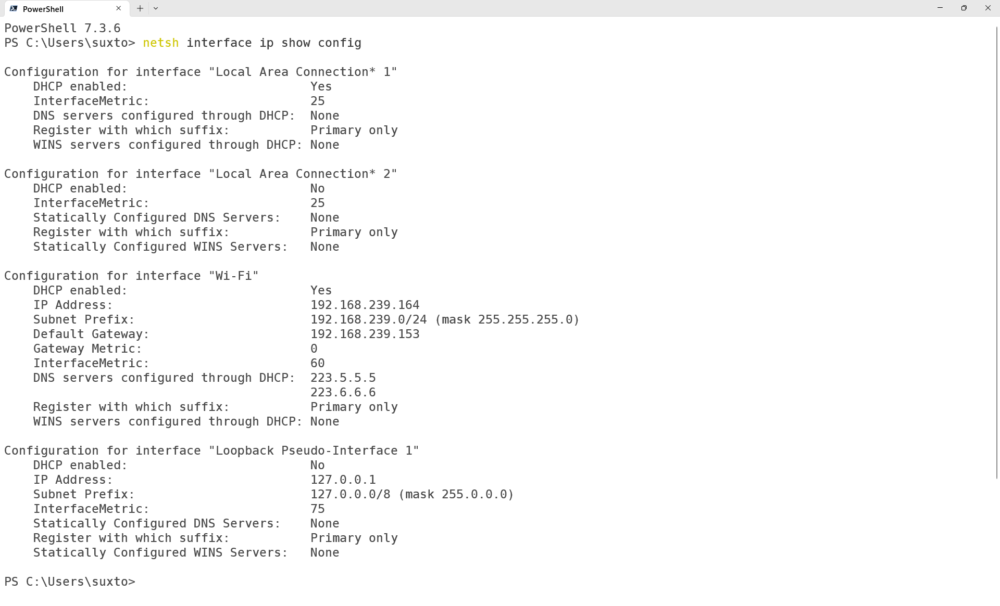 PowerShell
PowerShell 7.3.6
PS C:\Users\suxto> netsh interface ip show config

Configuration for interface "Local Area Connection* 1"
    DHCP enabled:                         Yes
    InterfaceMetric:                      25
    DNS servers configured through DHCP:  None
    Register with which suffix:           Primary only
    WINS servers configured through DHCP: None

Configuration for interface "Local Area Connection* 2"
    DHCP enabled:                         No
    InterfaceMetric:                      25
    Statically Configured DNS Servers:    None
    Register with which suffix:           Primary only
    Statically Configured WINS Servers:   None

Configuration for interface "Wi-Fi"
    DHCP enabled:                         Yes
    IP Address:                           192.168.239.164
    Subnet Prefix:                        192.168.239.0/24 (mask 255.255.255.0)
    Default Gateway:                      192.168.239.153
    Gateway Metric:                       0
    InterfaceMetric:                      60
    DNS servers configured through DHCP:  223.5.5.5
                                          223.6.6.6
    Register with which suffix:           Primary only
    WINS servers configured through DHCP: None

Configuration for interface "Loopback Pseudo-Interface 1"
    DHCP enabled:                         No
    IP Address:                           127.0.0.1
    Subnet Prefix:                        127.0.0.0/8 (mask 255.0.0.0)
    InterfaceMetric:                      75
    Statically Configured DNS Servers:    None
    Register with which suffix:           Primary only
    Statically Configured WINS Servers:   None

PS C:\Users\suxto>